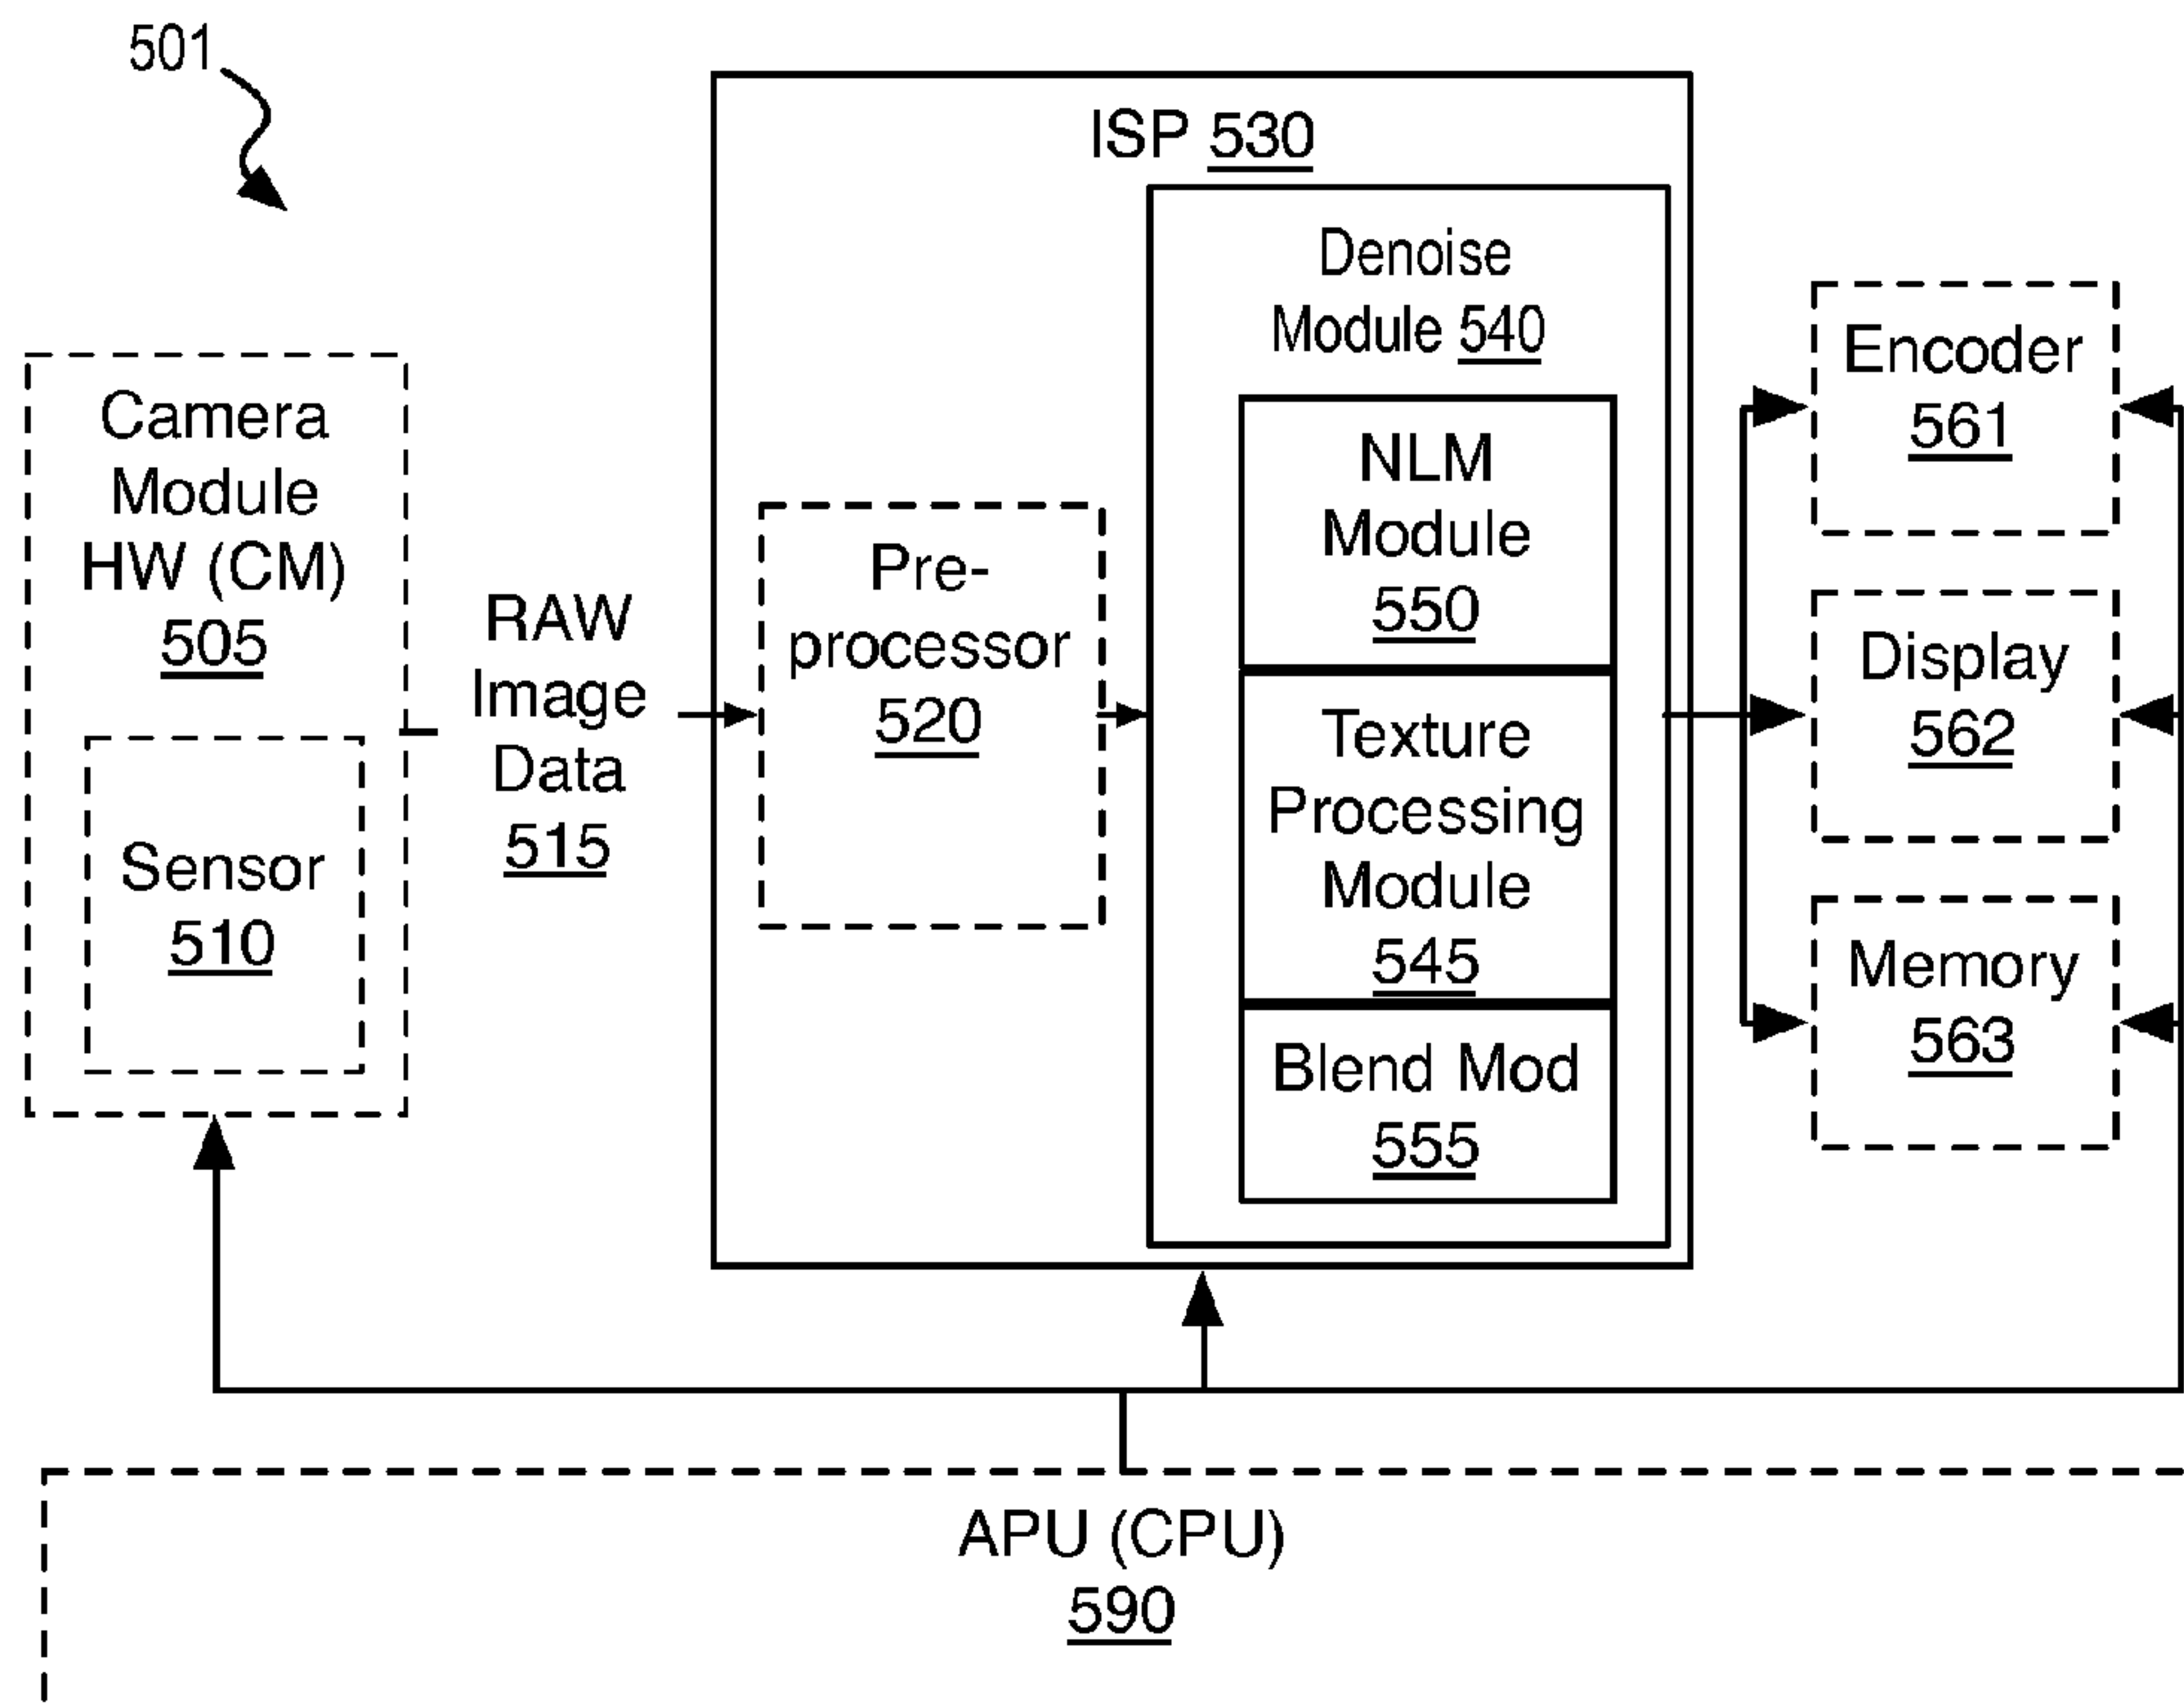 501
ISP 530
Denoise
Module 540
Camera
Module
HW (CM)
505
Sensor
510
RAW
Image
Data
515
Pre-
processor
520
NLM
Module
550
Texture
Processing
Module
545
Blend Mod
555
Encoder
561
Display
562
Memory
563
APU (CPU)
590